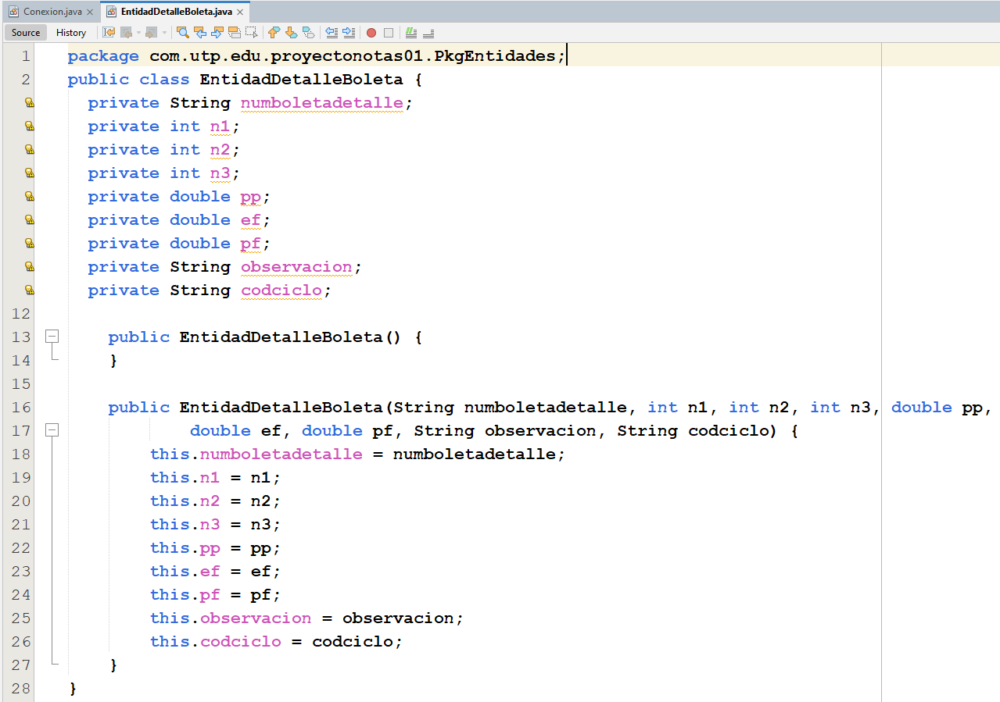 Conexion.java × EntidadDetalleBoleta.java ×
Source History
1 package com.utp.edu.proyectonotas01.PkgEntidades;
2 public class EntidadDetalleBoleta {
private String numboletadetalle;
private int n1;
private int n2;
private int n3;
private double pp;
private double ef;
private double pf;
private String observacion;
private String codciclo;
12
13 public EntidadDetalleBoleta() {
14 }
15
16 public EntidadDetalleBoleta(String numboletadetalle, int n1, int n2, int n3, double pp,
17 double ef, double pf, String observacion, String codciclo) {
18 this.numboletadetalle = numboletadetalle;
19 this.n1 = n1;
20 this.n2 = n2;
21 this.n3 = n3;
22 this.pp = pp;
23 this.ef = ef;
24 this.pf = pf;
25 this.observacion = observacion;
26 this.codciclo = codciclo;
27 }
28 }